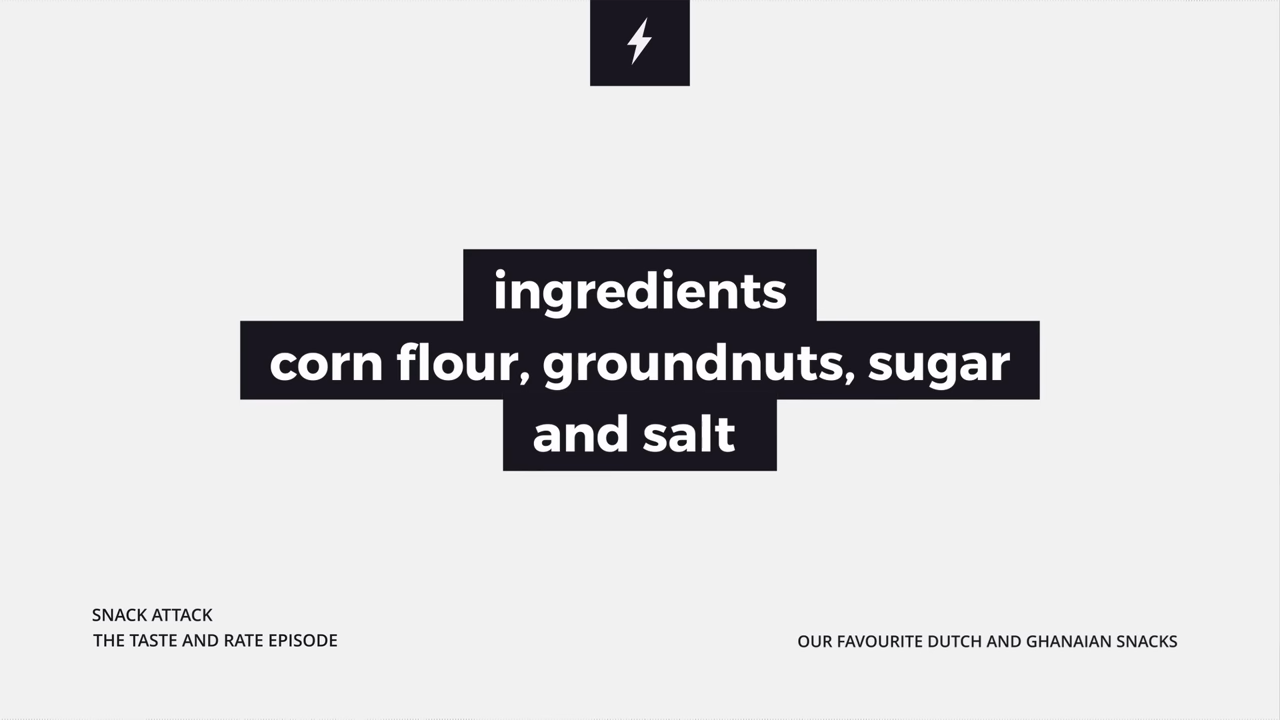 ingredients
corn flour, groundnuts, sugar
and salt
SNACK ATTACK
THE TASTE AND RATE EPISODE
OUR FAVOURITE DUTCH AND GHANAIAN SNACKS